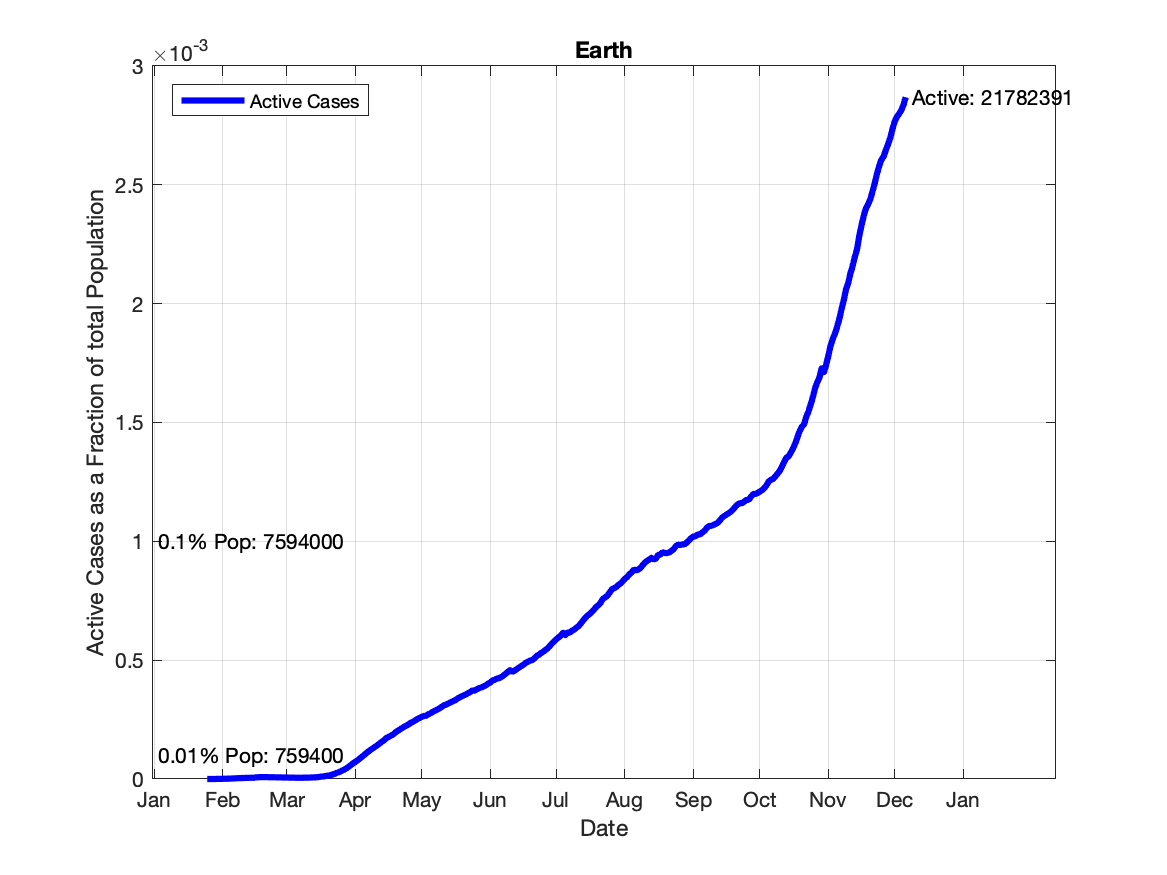 Earth
×10-3
Active Cases
Active: 21782391
3
2.5
2
1.5
1
0.5
0
0.1% Pop: 7594000
0.01% Pop: 759400
Active Cases as a Fraction of total Population
Jan Feb Mar Apr May Jun Jul Aug Sep Oct Nov Dec Jan
Date